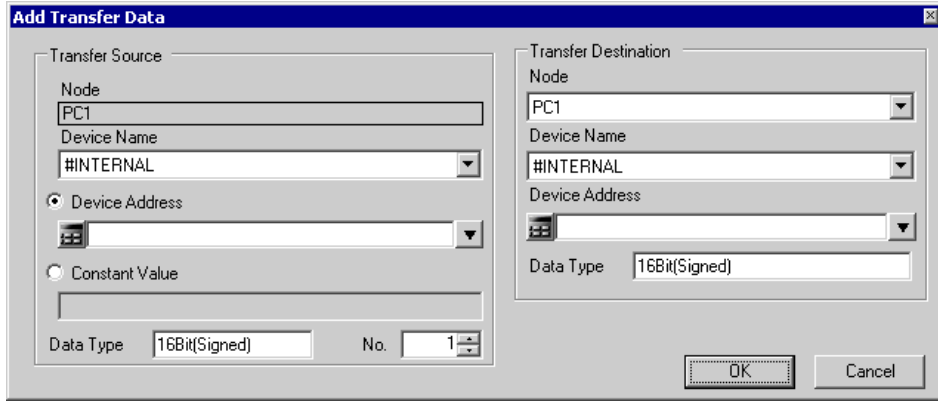 Add Transfer Data
Transfer Source
Node
PC1
Device Name
#INTERNAL
Device Address
Constant Value
Data Type 16Bit(Signed) No. 1
Transfer Destination
Node
PC1
Device Name
#INTERNAL
Device Address
Data Type 16Bit(Signed)
OK Cancel